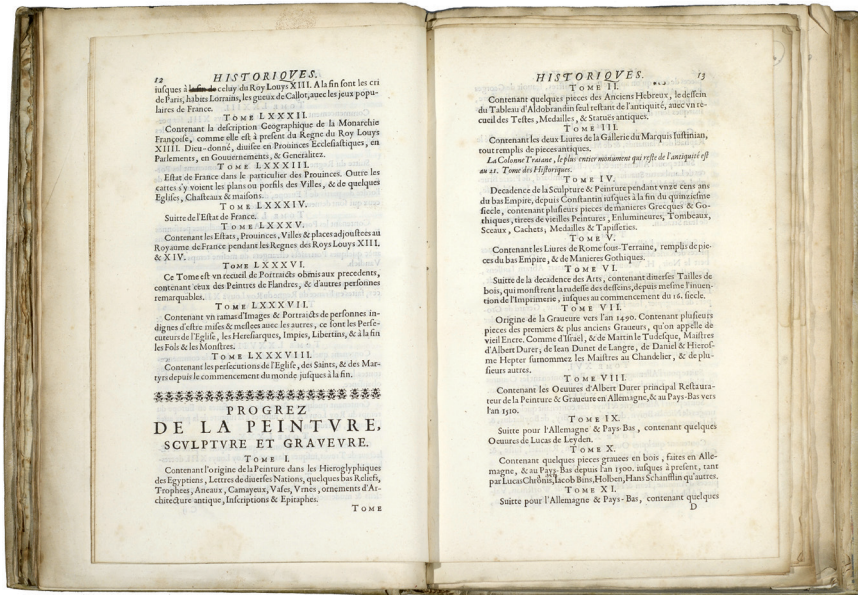 12 HISTORIQVES.
iusques à la fin de celuy du Roy Louys XIII. A la fin sont les cri
de Paris, habits Lorrains, les gueux de Callot, auec les jeux popu-
laires de France.
TOME LXXXII.
Contenant la description Geographique de la Monarchie
Françoise, comme elle est à present du Regne du Roy Louys
XIIII. Dieu-donné, diuisee en Prouinces Ecclesiastiques, en
Parlements, en Gouuernements, & Generalitez.
TOME LXXXIII.
Estat de France dans le particulier des Prouinces. Outre les
cartes s'y voient les plans ou porfils des Villes, & de quelques
Eglises, Chasteaux & maisons.
TOME LXXXIV.
Suitte de l'Estat de France.
TOME LXXXV.
Contenant les Estats, Prouinces, Villes & places adjoustees au
Royaume de France pendant les Regnes des Roys Louys XIII.
& XIV.
TOME LXXXVI.
Ce Tome est vn recueil de Portraicts obmis aux precedents,
contenant ceux des Peintres de Flandres, & d'autres personnes
remarquables.
TOME LXXXVII.
Contenant vn ramas d'Images & Portraicts de personnes in-
dignes d'estre mises & meslees auec les autres, ce sont les Perse-
cuteurs de l'Eglise, les Heresiarques, Impies, Libertins, & à la fin
les Fols & les Monstres.
TOME LXXXVIII.
Contenant les persecutions de l'Eglise, des Saints, & des Mar-
tyrs depuis le commencement du monde jusques à la fin.
PROGREZ
DE LA PEINTVRE,
SCVLPTVRE ET GRAVEVRE.
TOME I.
Contenant l'origine de la Peinture dans les Hieroglyphiques
des Egyptiens, Lettres de diuerses Nations, quelques bas Reliefs,
Trophees, Aneaux, Camayeux, Vases, Vrnes, ornements d'Ar-
chitecture antique, Inscriptions & Epitaphes.
TOME
HISTORIQVES. 13
TOME II.
Contenant quelques pieces des Anciens Hebreux, le dessein
du Tableau d'Aldobrandin seul restant de l'antiquité, auec vn re-
cueil des Testes, Medailles, & Statuës antiques.
TOME III.
Contenant les deux Liures de la Gallerie du Marquis Iustinian,
tout remplis de pieces antiques.
La Colonne Traiane, le plus entier monument qui reste de l'antiquité est
au 21. Tome des Historiques.
TOME IV.
Decadence de la Sculpture & Peinture pendant vnze cens ans
du bas Empire, depuis Constantin iusques à la fin du quinziesme
siecle, contenant plusieurs pieces de manieres Grecques & Go-
thiques, tirees de vieilles Peintures, Enlumineures, Tombeaux,
Sceaux, Cachets, Medailles & Tapisseries.
TOME V.
Contenant les Liures de Rome sous-Terraine, remplis de pie-
ces du bas Empire, & de Manieres Gothiques.
TOME VI.
Suitte de la decadence des Arts, contenant diuerses Tailles de
bois, qui monstrent la rudesse des desseins, depuis mesme l'inuen-
tion de l'Imprimerie, iusques au commencement du 16. siecle.
TOME VII.
Origine de la Graueure vers l'an 1490. Contenant plusieurs
pieces des premiers & plus anciens Graueurs, qu'on appelle de
vieil Encre. Comme d'Israël, & de Martin le Tudesque, Maistres
d'Albert Durer; de Iean Dunet de Langre, de Daniel & Hieros-
me Hepter surnommez les Maistres au Chandelier, & de plu-
sieurs autres.
TOME VIII.
Contenant les Oeuures d'Albert Durer principal Restaura-
teur de la Peinture & Graueure en Allemagne, & au Pays-Bas vers
l'an 1510.
TOME IX.
Suitte pour l'Allemagne & Pays-Bas, contenant quelques
Oeuures de Lucas de Leyden.
TOME X.
Contenant quelques pieces grauees en bois, faites en Alle-
magne, & au Pays-Bas depuis l'an 1500. iusques à present, tant
par Lucas Chronis, Iacob Bins, Holben, Hans Schansslin qu'autres.
TOME XI.
Suitte pour l'Allemagne & Pays-Bas, contenant quelques
D